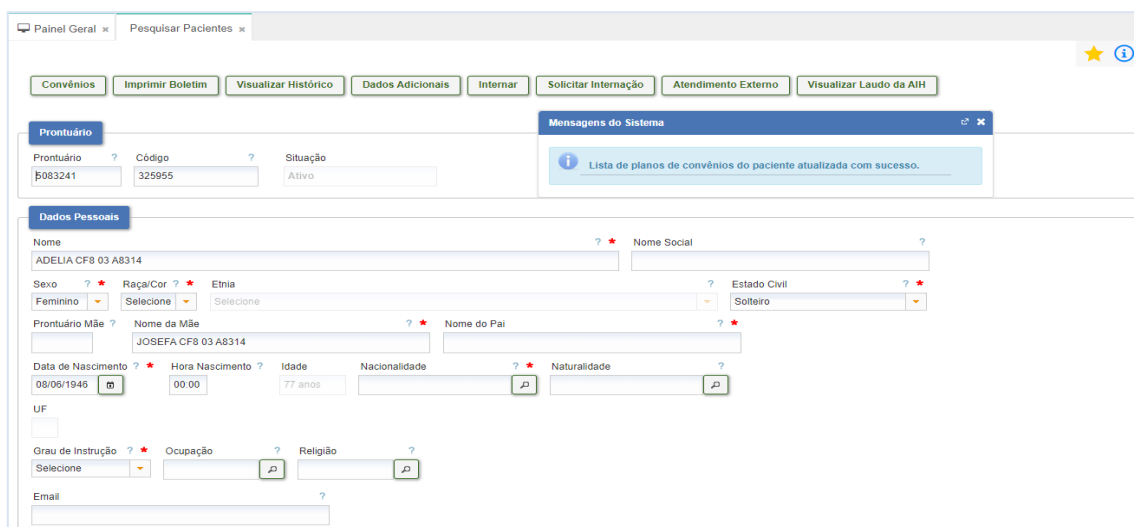 Painel Geral Pesquisar Pacientes
Convênios Imprimir Boletim Visualizar Histórico Dados Adicionais Internar Solicitar Internação Atendimento Externo Visualizar Laudo da AIH
Mensagens do Sistema
Lista de planos de convênios do paciente atualizada com sucesso.
Prontuário
Prontuário ? Código ? Situação
5083241 325955 Ativo
Dados Pessoais
Nome ? * Nome Social ?
ADELIA CF8 03 A8314
Sexo ? * Raça/Cor ? * Etnia ? Estado Civil ? *
Feminino Selecione Selecione Solteiro
Prontuário Mãe ? Nome da Mãe ? * Nome do Pai ? *
JOSEFA CF8 03 A8314
Data de Nascimento ? * Hora Nascimento ? Idade Nacionalidade ? * Naturalidade ?
08/06/1946 00:00 77 anos
UF
Grau de Instrução ? * Ocupação ? Religião ?
Selecione
Email ?